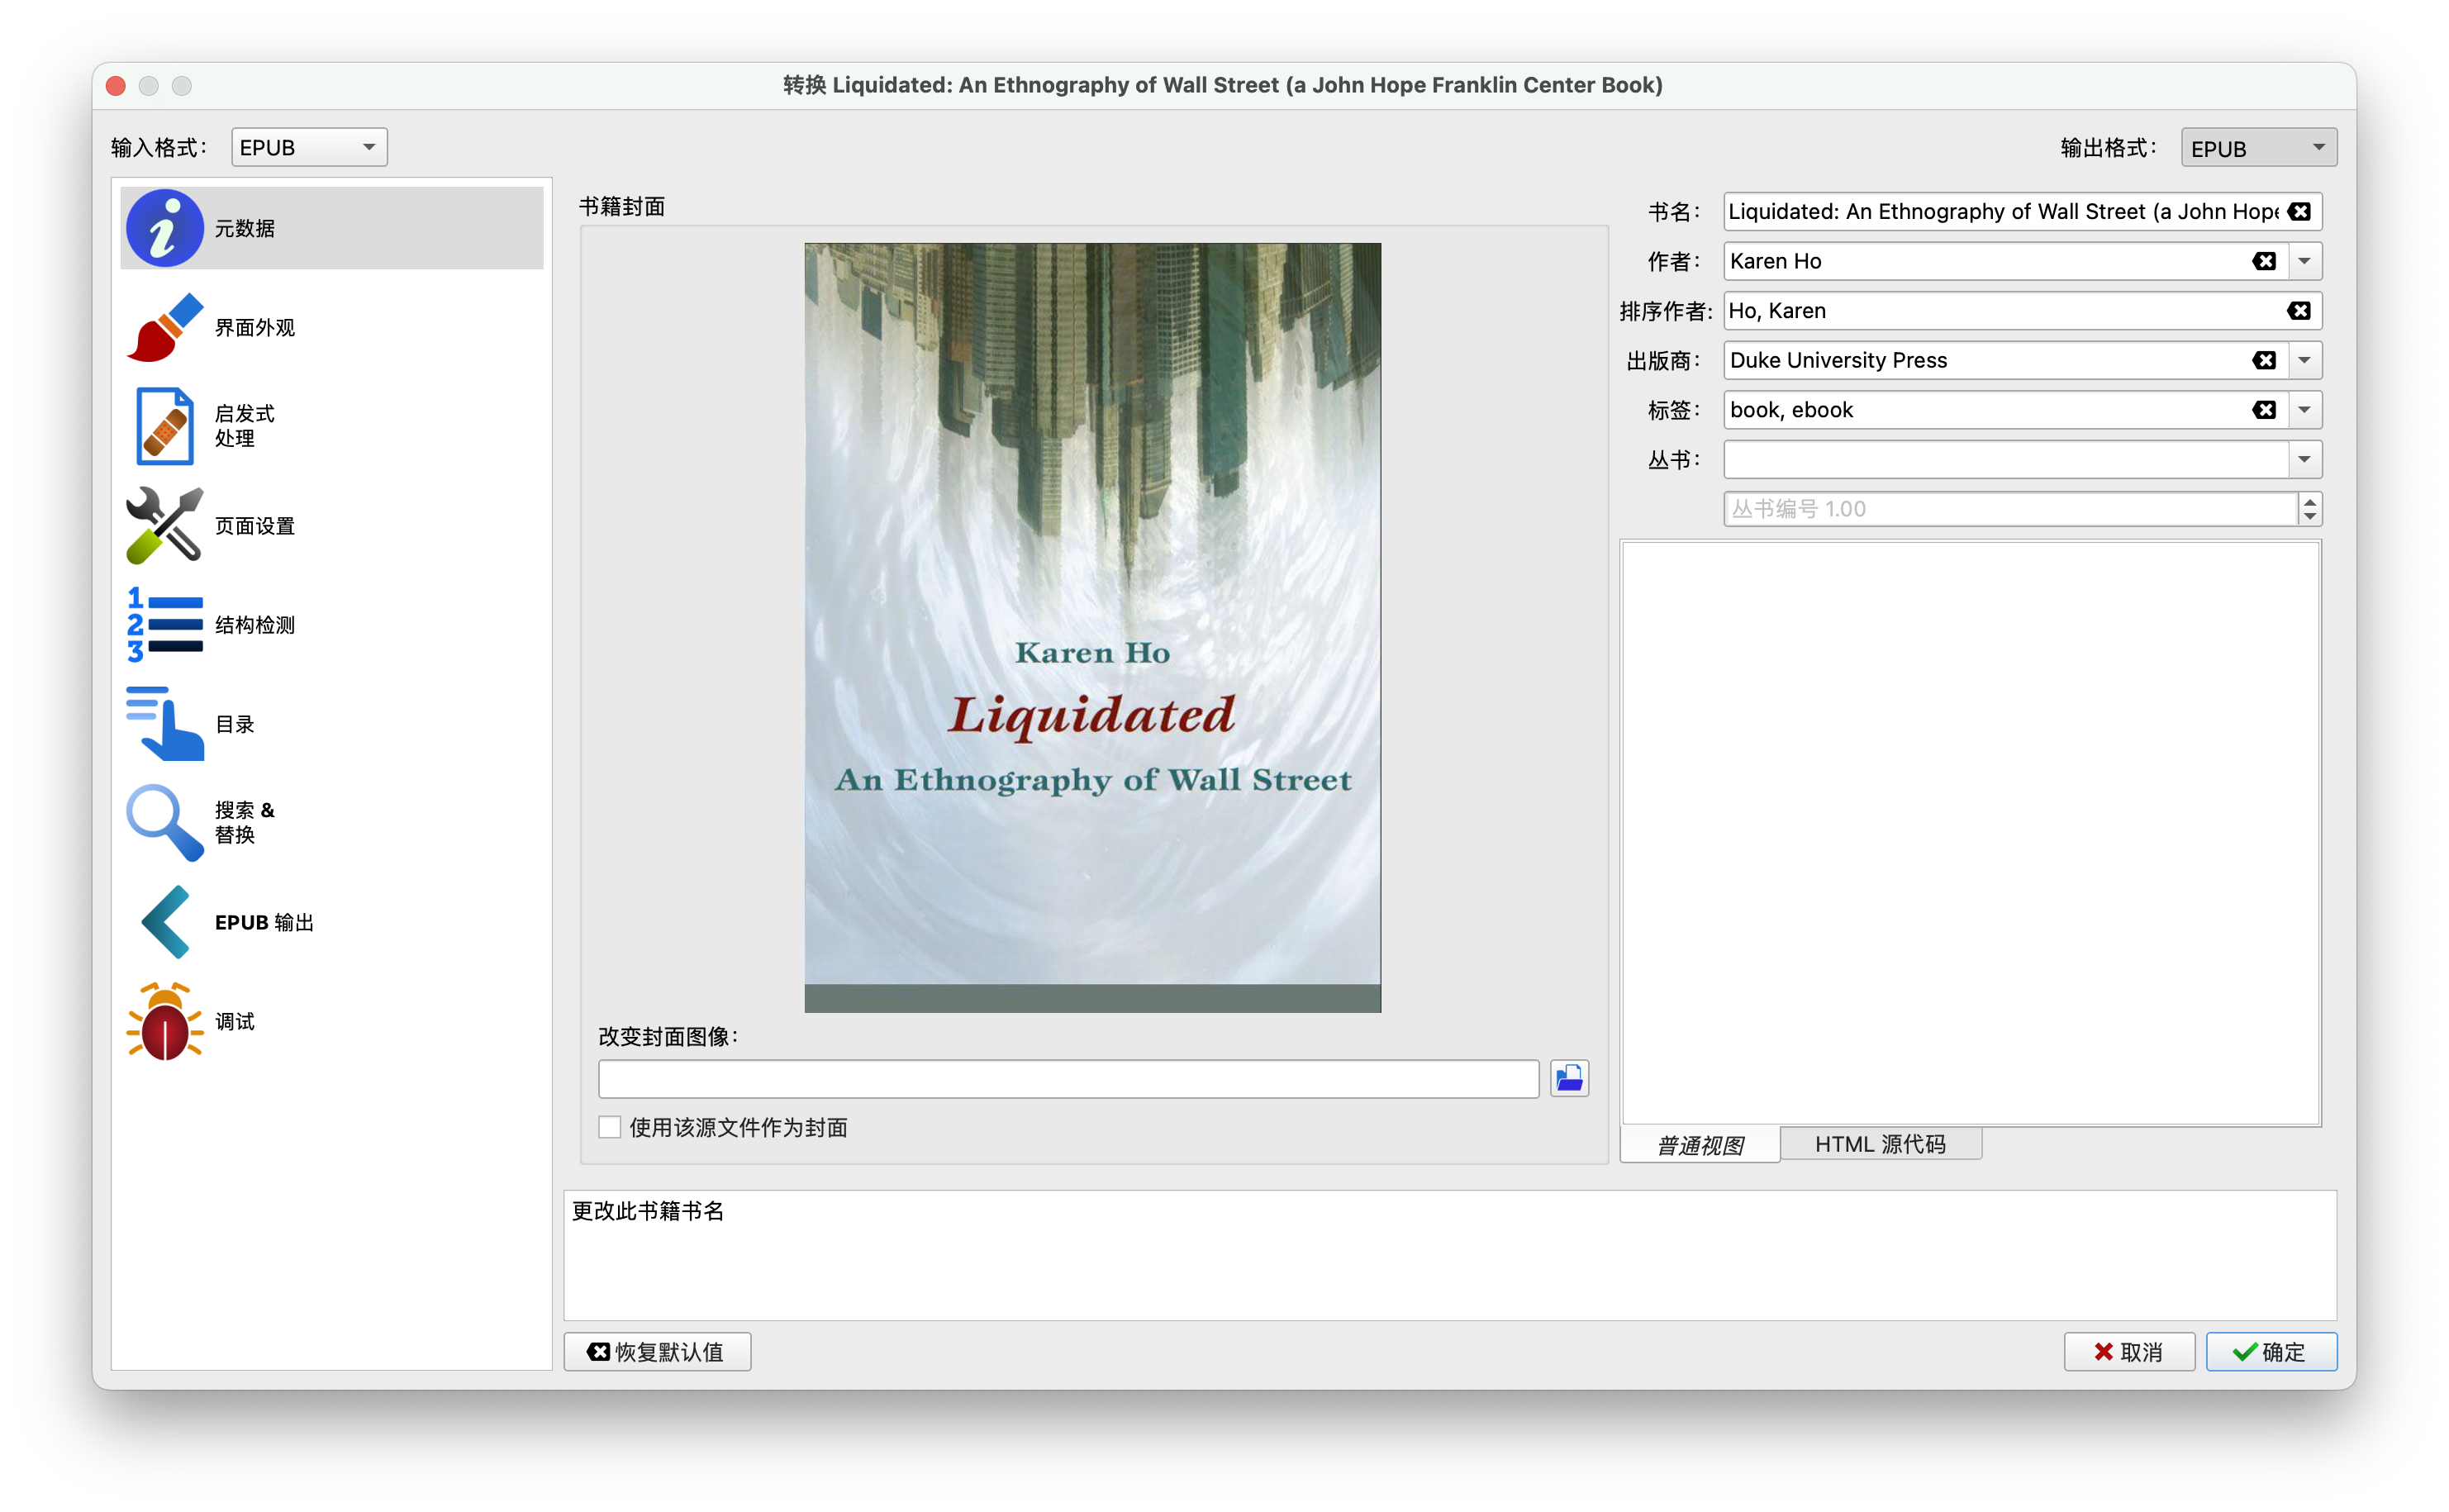 转换 Liquidated: An Ethnography of Wall Street (a John Hope Franklin Center Book)
输入格式： EPUB
输出格式： EPUB
元数据
界面外观
启发式
处理
页面设置
1
2
3
结构检测
目录
搜索 &
替换
EPUB 输出
调试
书籍封面
Karen Ho
Liquidated
An Ethnography of Wall Street
改变封面图像：
使用该源文件作为封面
书名： Liquidated: An Ethnography of Wall Street (a John Hope
作者： Karen Ho
排序作者: Ho, Karen
出版商： Duke University Press
标签： book, ebook
丛书：
丛书编号 1.00
普通视图
HTML 源代码
更改此书籍书名
恢复默认值
取消
确定